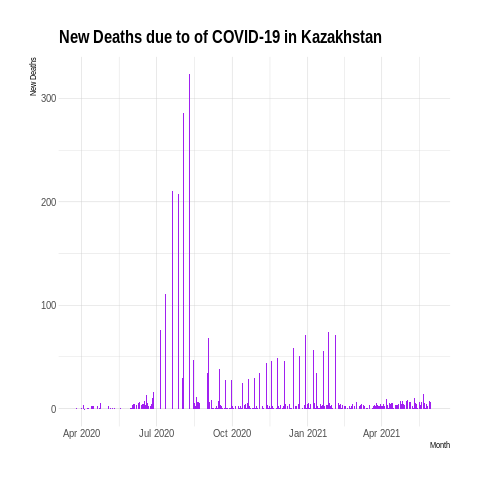 New Deaths due to of COVID-19 in Kazakhstan
New Deaths
300
200
100
0
Apr 2020
Jul 2020
Oct 2020
Jan 2021
Apr 2021
Month